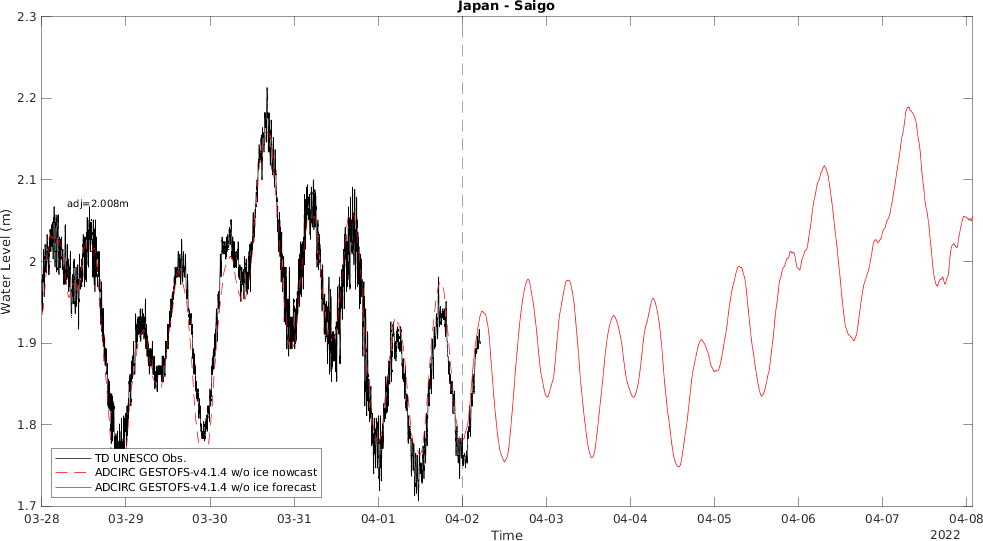 Japan - Saigo
2.3
2.2
2.1
2
1.9
1.8
1.7
Water Level (m)
adj=2.008m
TD UNESCO Obs.
ADCIRC GESTOFS-v4.1.4 w/o ice nowcast
ADCIRC GESTOFS-v4.1.4 w/o ice forecast
03-28 03-29 03-30 03-31 04-01 04-02 04-03 04-04 04-05 04-06 04-07 04-08
Time
2022